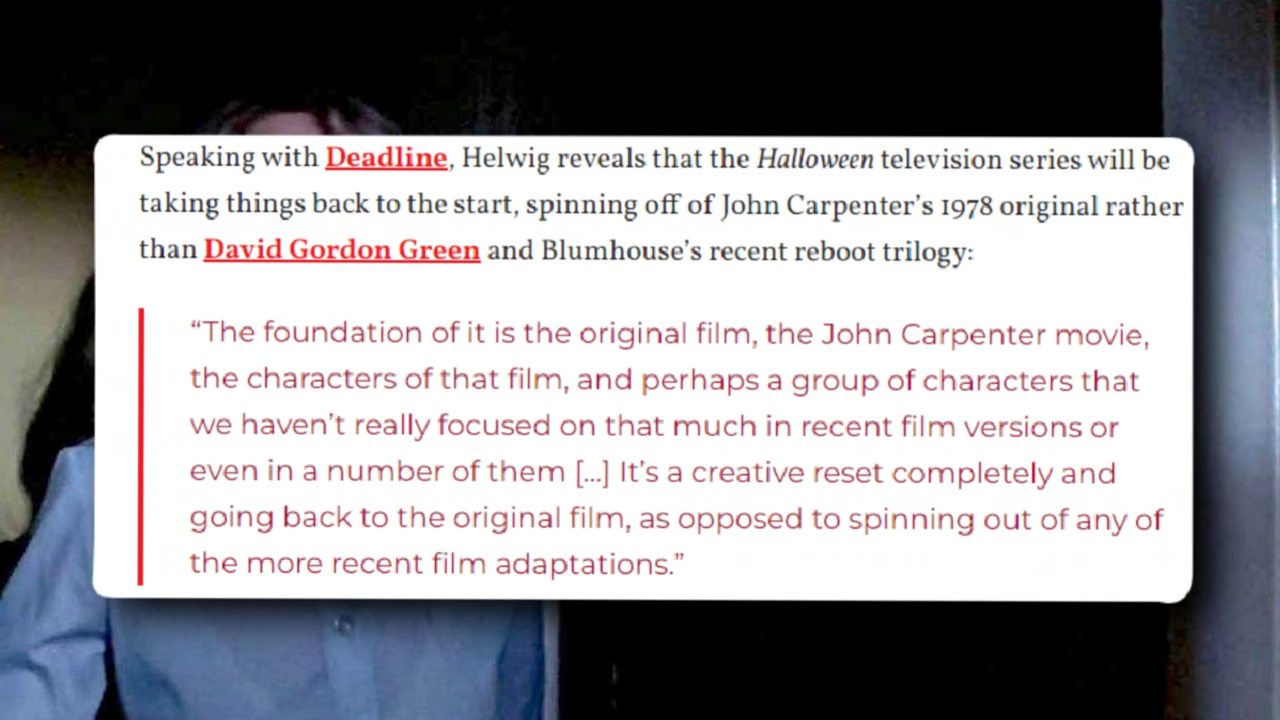 Speaking with Deadline, Helwig reveals that the Halloween television series will be
taking things back to the start, spinning off of John Carpenter’s 1978 original rather
than David Gordon Green and Blumhouse’s recent reboot trilogy:
“The foundation of it is the original film, the John Carpenter movie,
the characters of that film, and perhaps a group of characters that
we haven’t really focused on that much in recent film versions or
even in a number of them [...] It’s a creative reset completely and
going back to the original film, as opposed to spinning out of any of
the more recent film adaptations.”